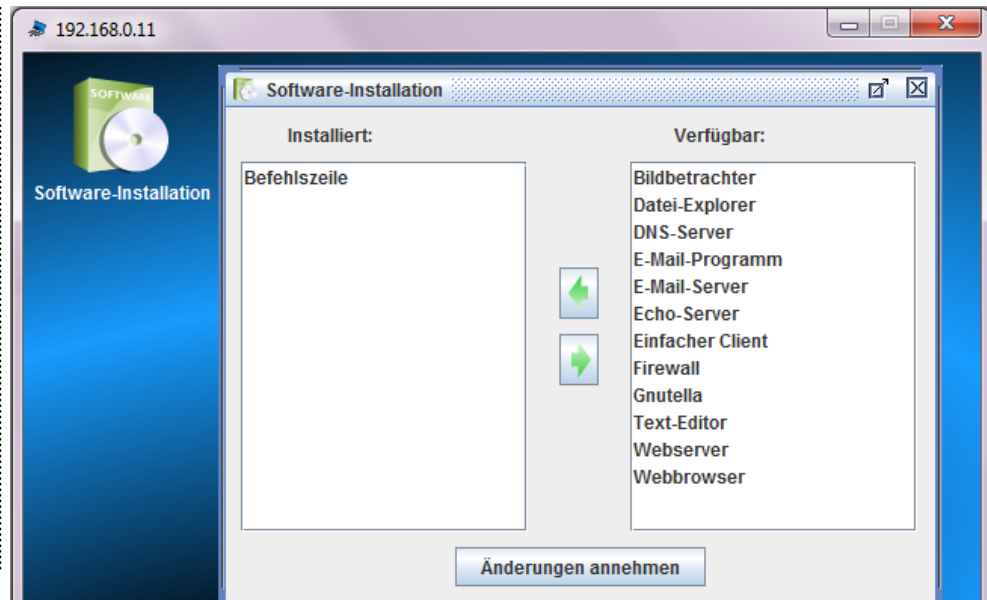 192.168.0.11
SOFTWARE
Software-Installation
Software-Installation
Installiert:
Verfügbar:
Befehlszeile
Bildbetrachter
Datei-Explorer
DNS-Server
E-Mail-Programm
E-Mail-Server
Echo-Server
Einfacher Client
Firewall
Gnutella
Text-Editor
Webserver
Webbrowser
Änderungen annehmen